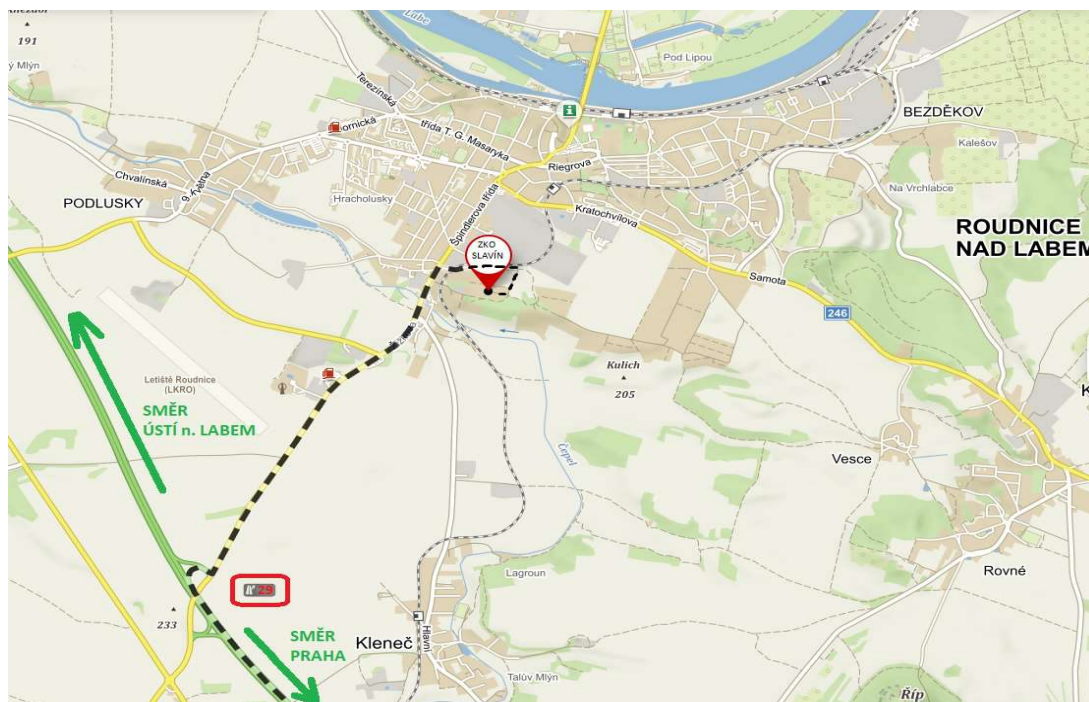 191
ý Mlýn
Labe
Pod Lipou
Terezínská
BEZDĚKOV
ornická
třída T. G. Masaryka
Kalešov
Riegrova
Chvalínská
9. května
Na Vrchlabce
PODLUSKY
Hracholusky
Špindlerova třída
Kratochvílova
ROUDNICE
NAD LABEM
ZKO
SLAVÍN
Samota
246
Kulich
205
Letiště Roudnice
(LKRO)
SMĚR
ÚSTÍ n. LABEM
K
Čepel
Vesce
Lagroun
Rovné
29
233
SMĚR
PRAHA
Kleneč
Hlavní
Talův Mlýn
Říp